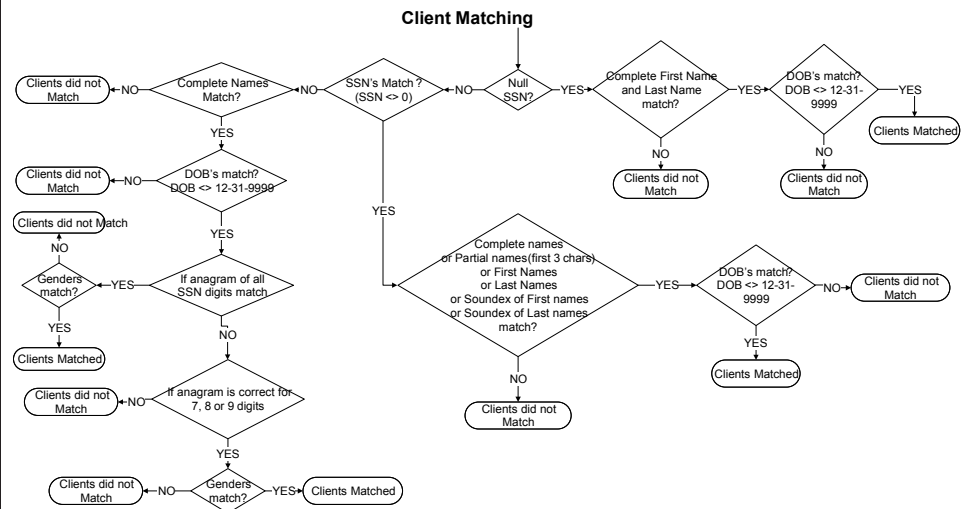 Client Matching
Null
SSN?
YES
Complete First Name
and Last Name
match?
YES
DOB's match?
DOB <> 12-31-
9999
YES
Clients Matched
NO
Clients did not
Match
NO
Clients did not
Match
NO
SSN's Match ?
(SSN <> 0)
NO
Complete Names
Match?
NO
Clients did not
Match
YES
DOB's match?
DOB <> 12-31-9999
NO
Clients did not
Match
YES
If anagram of all
SSN digits match
YES
Genders
match?
NO
Clients did not Match
YES
Clients Matched
NO
If anagram is correct for
7, 8 or 9 digits
NO
Clients did not
Match
YES
Genders
match?
NO
Clients did not
Match
YES
Clients Matched
YES
Complete names
or Partial names(first 3 chars)
or First Names
or Last Names
or Soundex of First names
or Soundex of Last names
match?
YES
DOB's match?
DOB <> 12-31-
9999
NO
Clients did not
Match
YES
Clients Matched
NO
Clients did not
Match